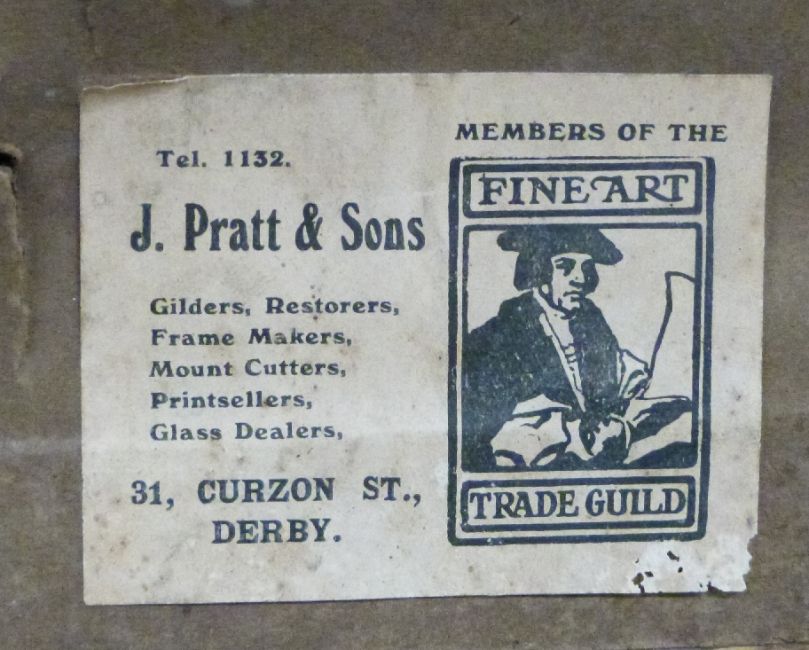 Tel. 1132.
J. Pratt & Sons
Gilders, Restorers,
Frame Makers,
Mount Cutters,
Printsellers,
Glass Dealers,
31, CURZON ST.,
DERBY.
MEMBERS OF THE
FINE ART
TRADE GUILD